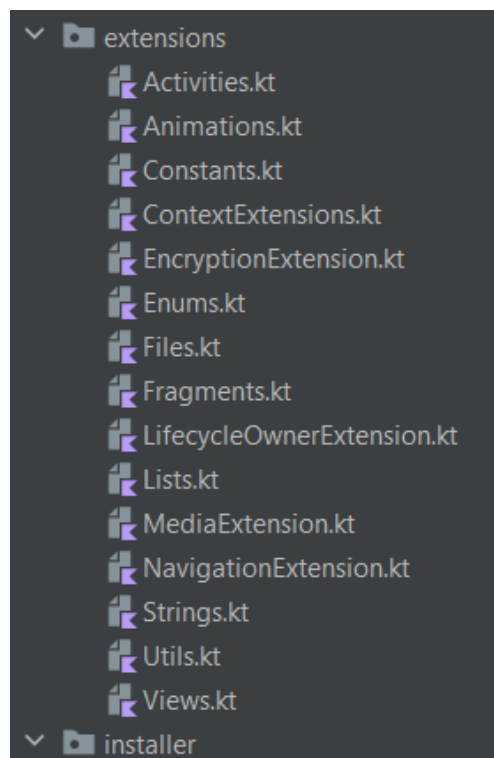 extensions
Activities.kt
Animations.kt
Constants.kt
ContextExtensions.kt
EncryptionExtension.kt
Enums.kt
Files.kt
Fragments.kt
LifecycleOwnerExtension.kt
Lists.kt
MediaExtension.kt
NavigationExtension.kt
Strings.kt
Utils.kt
Views.kt
installer